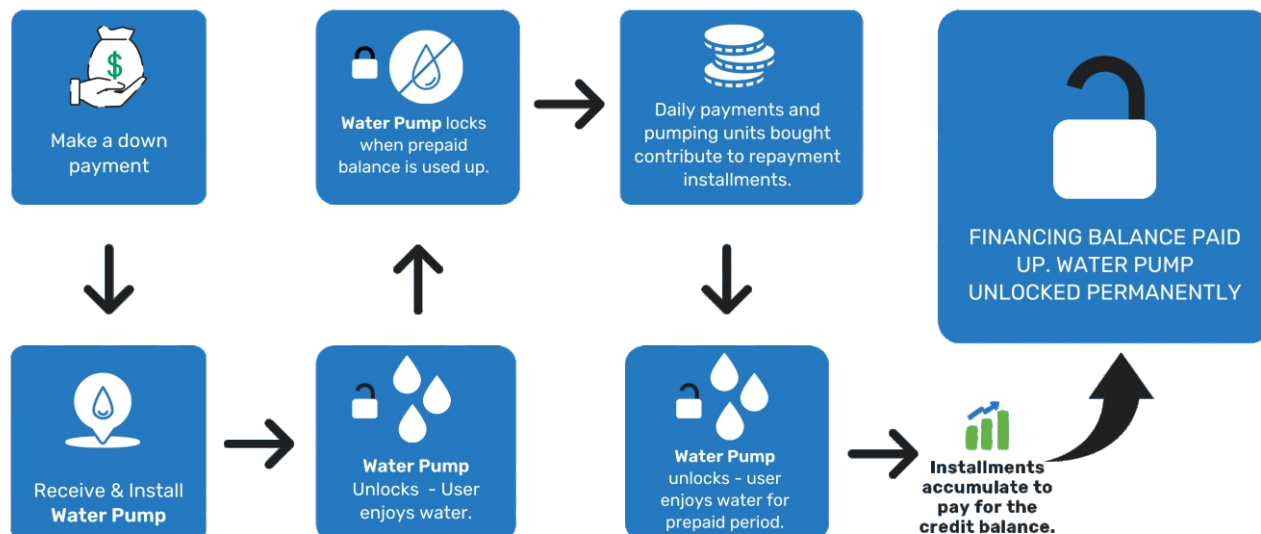 $
Make a down
payment
Receive & Install
Water Pump
Water Pump
Unlocks - User
enjoys water.
Water Pump locks
when prepaid
balance is used up.
Daily payments and
pumping units bought
contribute to repayment
installments.
Water Pump
unlocks - user
enjoys water for
prepaid period.
Installments
accumulate to
pay for the
credit balance.
FINANCING BALANCE PAID
UP. WATER PUMP
UNLOCKED PERMANENTLY